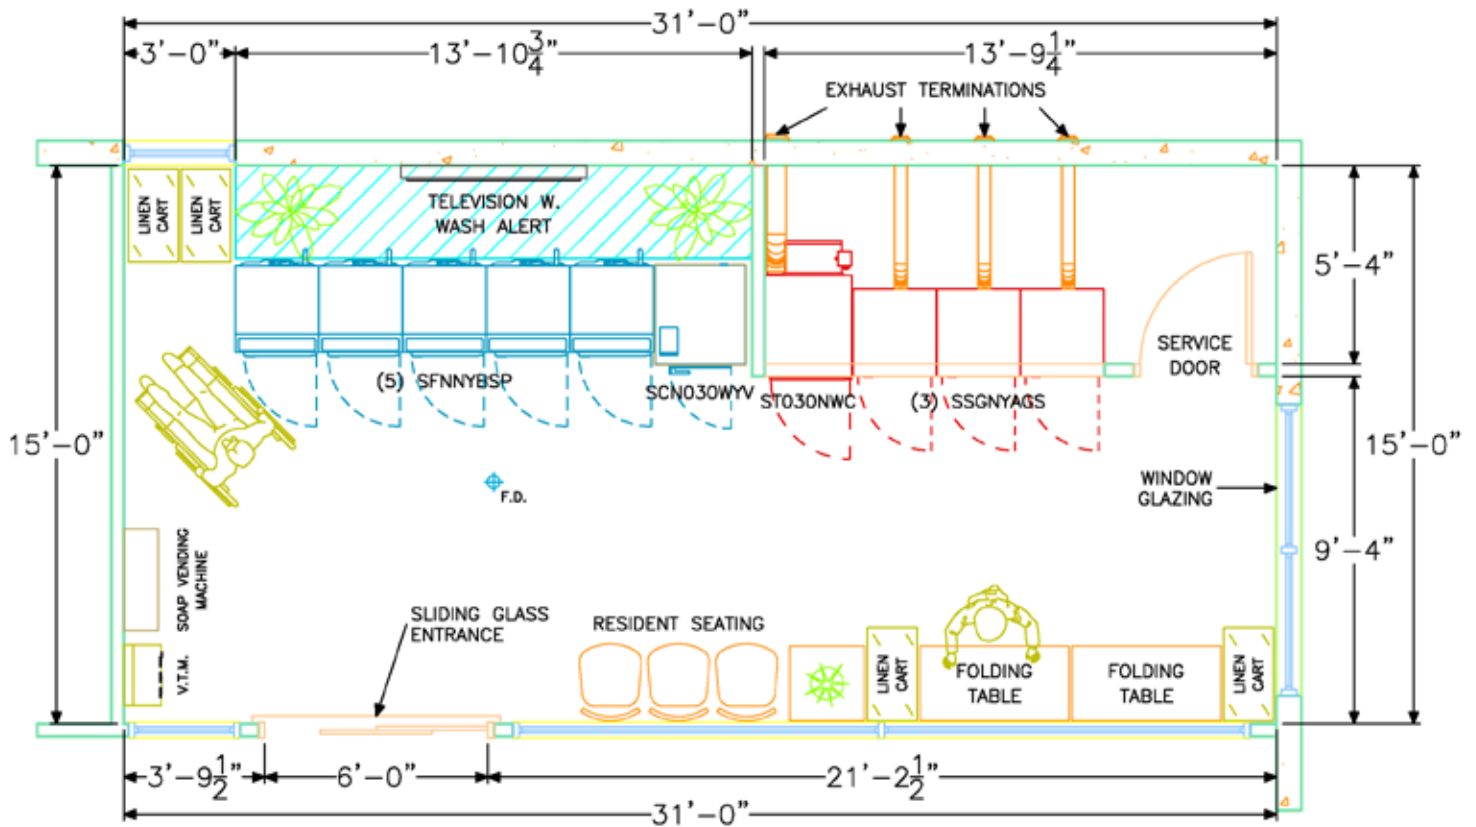 31'-0"
3'-0"
13'-10 3/4"
13'-9 1/4"
EXHAUST TERMINATIONS
LINEN
CART
LINEN
CART
TELEVISION W.
WASH ALERT
5'-4"
SERVICE
DOOR
(5) SFNNYBSP
SCN030WYV
ST030NWC
(3) SSGNYAGS
15'-0"
15'-0"
WINDOW
GLAZING
F.D.
9'-4"
SOAP VENDING
MACHINE
SLIDING GLASS
ENTRANCE
RESIDENT SEATING
V.T.M.
LINEN
CART
FOLDING
TABLE
FOLDING
TABLE
LINEN
CART
3'-9 1/2"
6'-0"
21'-2 1/2"
31'-0"